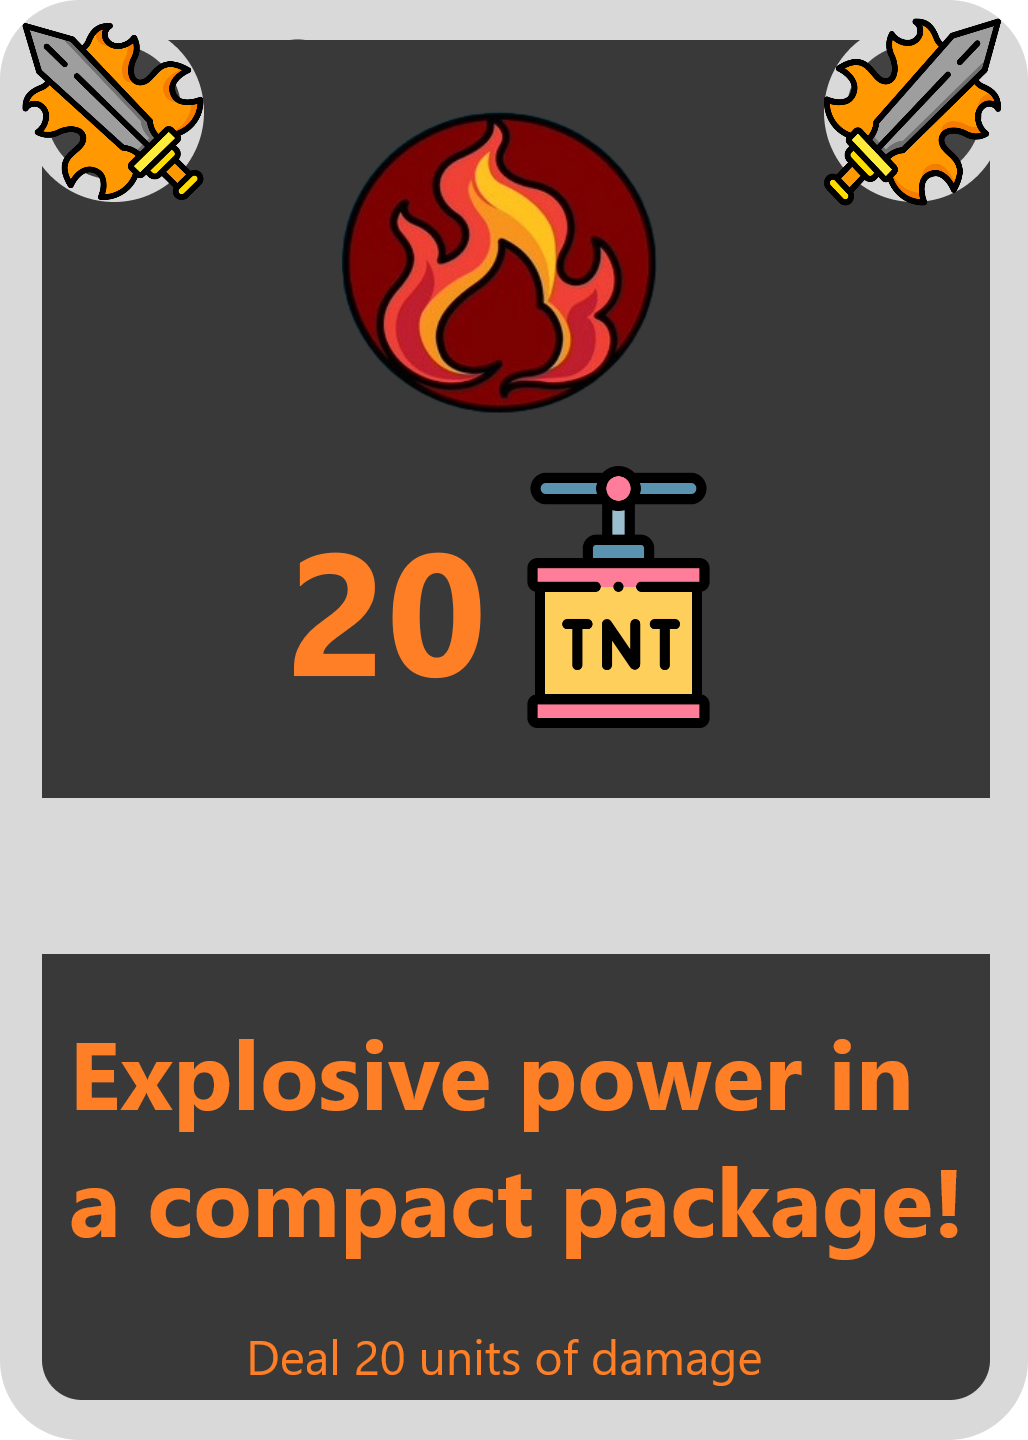 20
TNT
Explosive power in
a compact package!
Deal 20 units of damage